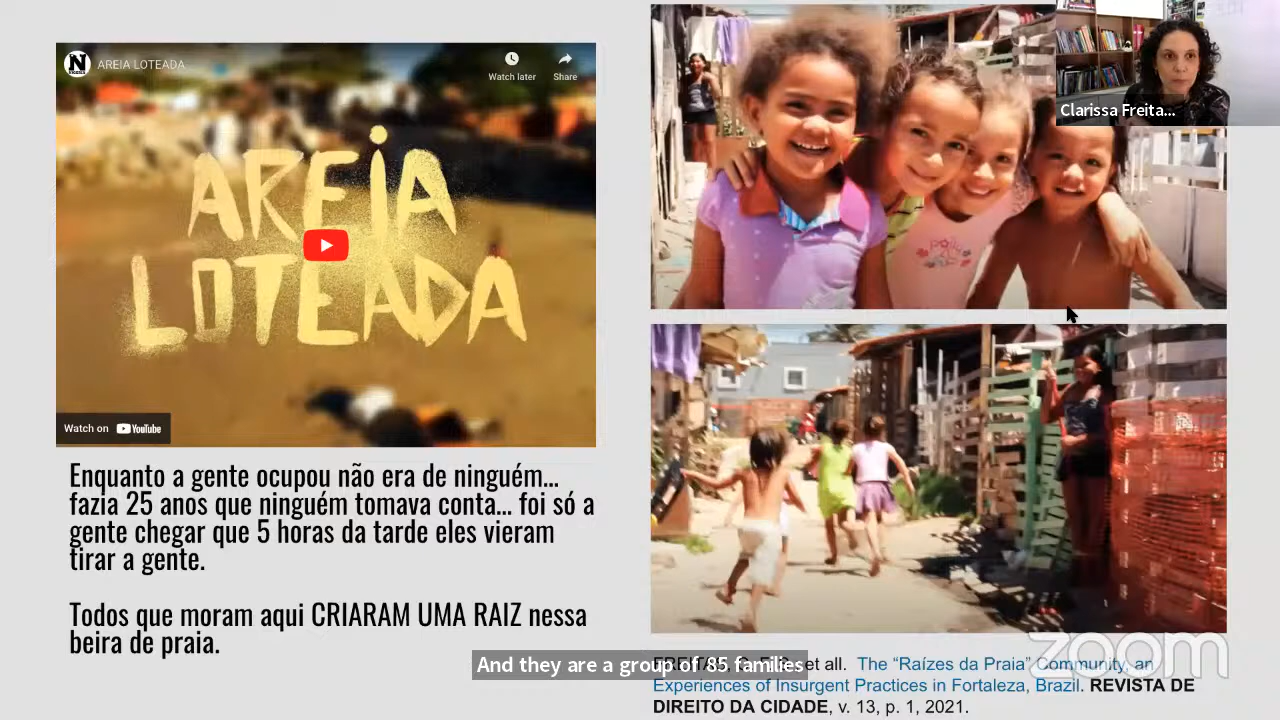 N
AREIA LOTEADA
Watch later
Share
AREiA
LOTEADA
Watch on YouTube
Enquanto a gente ocupou não era de ninguém...
fazia 25 anos que ninguém tomava conta... foi só a
gente chegar que 5 horas da tarde eles vieram
tirar a gente.
Todos que moram aqui CRIARAM UMA RAIZ nessa
beira de praia.
Clarissa Freita...
And they are a group of 85 families
et all. The “Raízes da Praia” Community, an
Experiences of Insurgent Practices in Fortaleza, Brazil. REVISTA DE
DIREITO DA CIDADE, v. 13, p. 1, 2021.
zoom